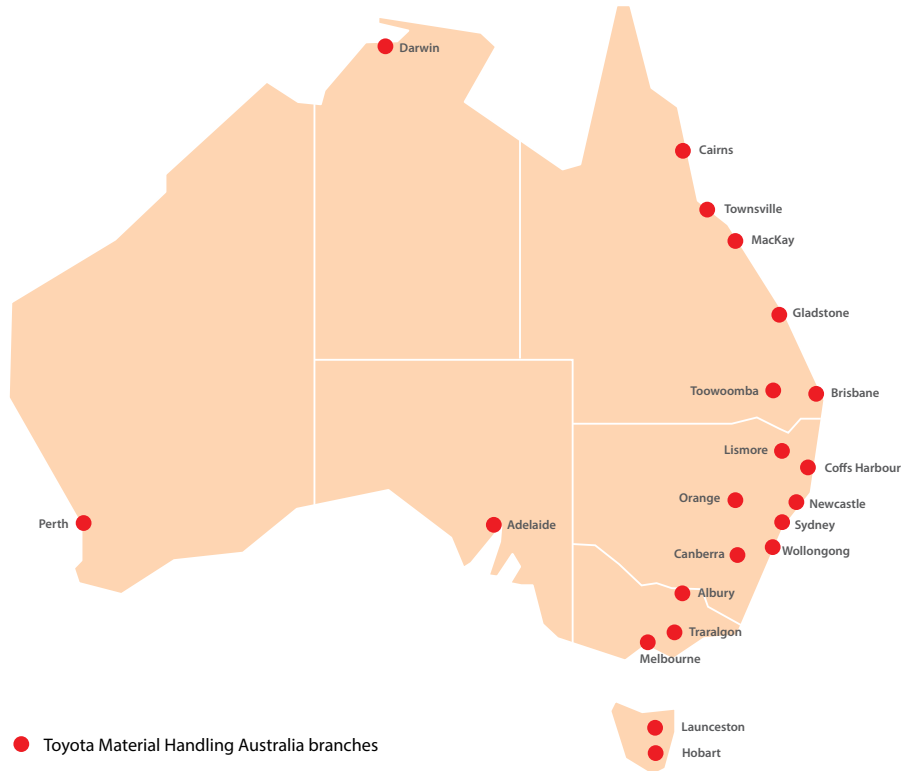 Darwin
Cairns
Townsville
MacKay
Gladstone
Toowoomba
Brisbane
Lismore
Coffs Harbour
Orange
Newcastle
Perth
Adelaide
Sydney
Canberra
Wollongong
Albury
Traralgon
Melbourne
Launceston
Toyota Material Handling Australia branches
Hobart